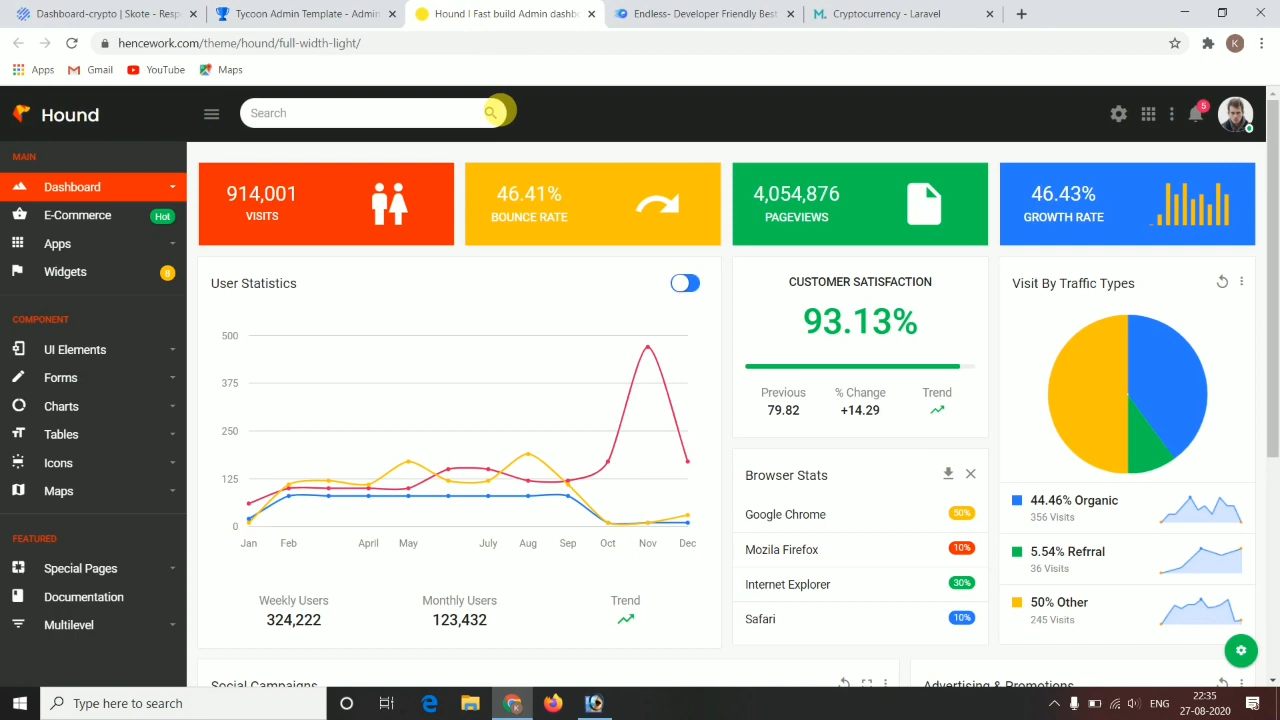 Dashboard-crypto | Skote - Resp
Admin Template - Dashboard
Hound I Fast build Admin dashbo
Endless- Developer Friendly Best
Cryptocurrency - Laravel
hencework.com/theme/hound/full-width-light/
K
Apps
Gmail
YouTube
Maps
Hound
Search
5
MAIN
Dashboard
E-Commerce
Hot
Apps
Widgets
8
COMPONENT
UI Elements
Forms
Charts
Tables
Icons
Maps
FEATURED
Special Pages
Documentation
Multilevel
914,001
VISITS
46.41%
BOUNCE RATE
4,054,876
PAGEVIEWS
46.43%
GROWTH RATE
User Statistics
500
375
250
125
0
Jan Feb April May July Aug Sep Oct Nov Dec
Weekly Users
324,222
Monthly Users
123,432
Trend
CUSTOMER SATISFACTION
93.13%
Previous
79.82
% Change
+14.29
Trend
Browser Stats
Google Chrome 50%
Mozila Firefox 10%
Internet Explorer 30%
Safari 10%
Visit By Traffic Types
44.46% Organic
356 Visits
5.54% Refrral
36 Visits
50% Other
245 Visits
Social Campaigns
Advertising & Promotions
Type here to search
ENG
22:35
27-08-2020